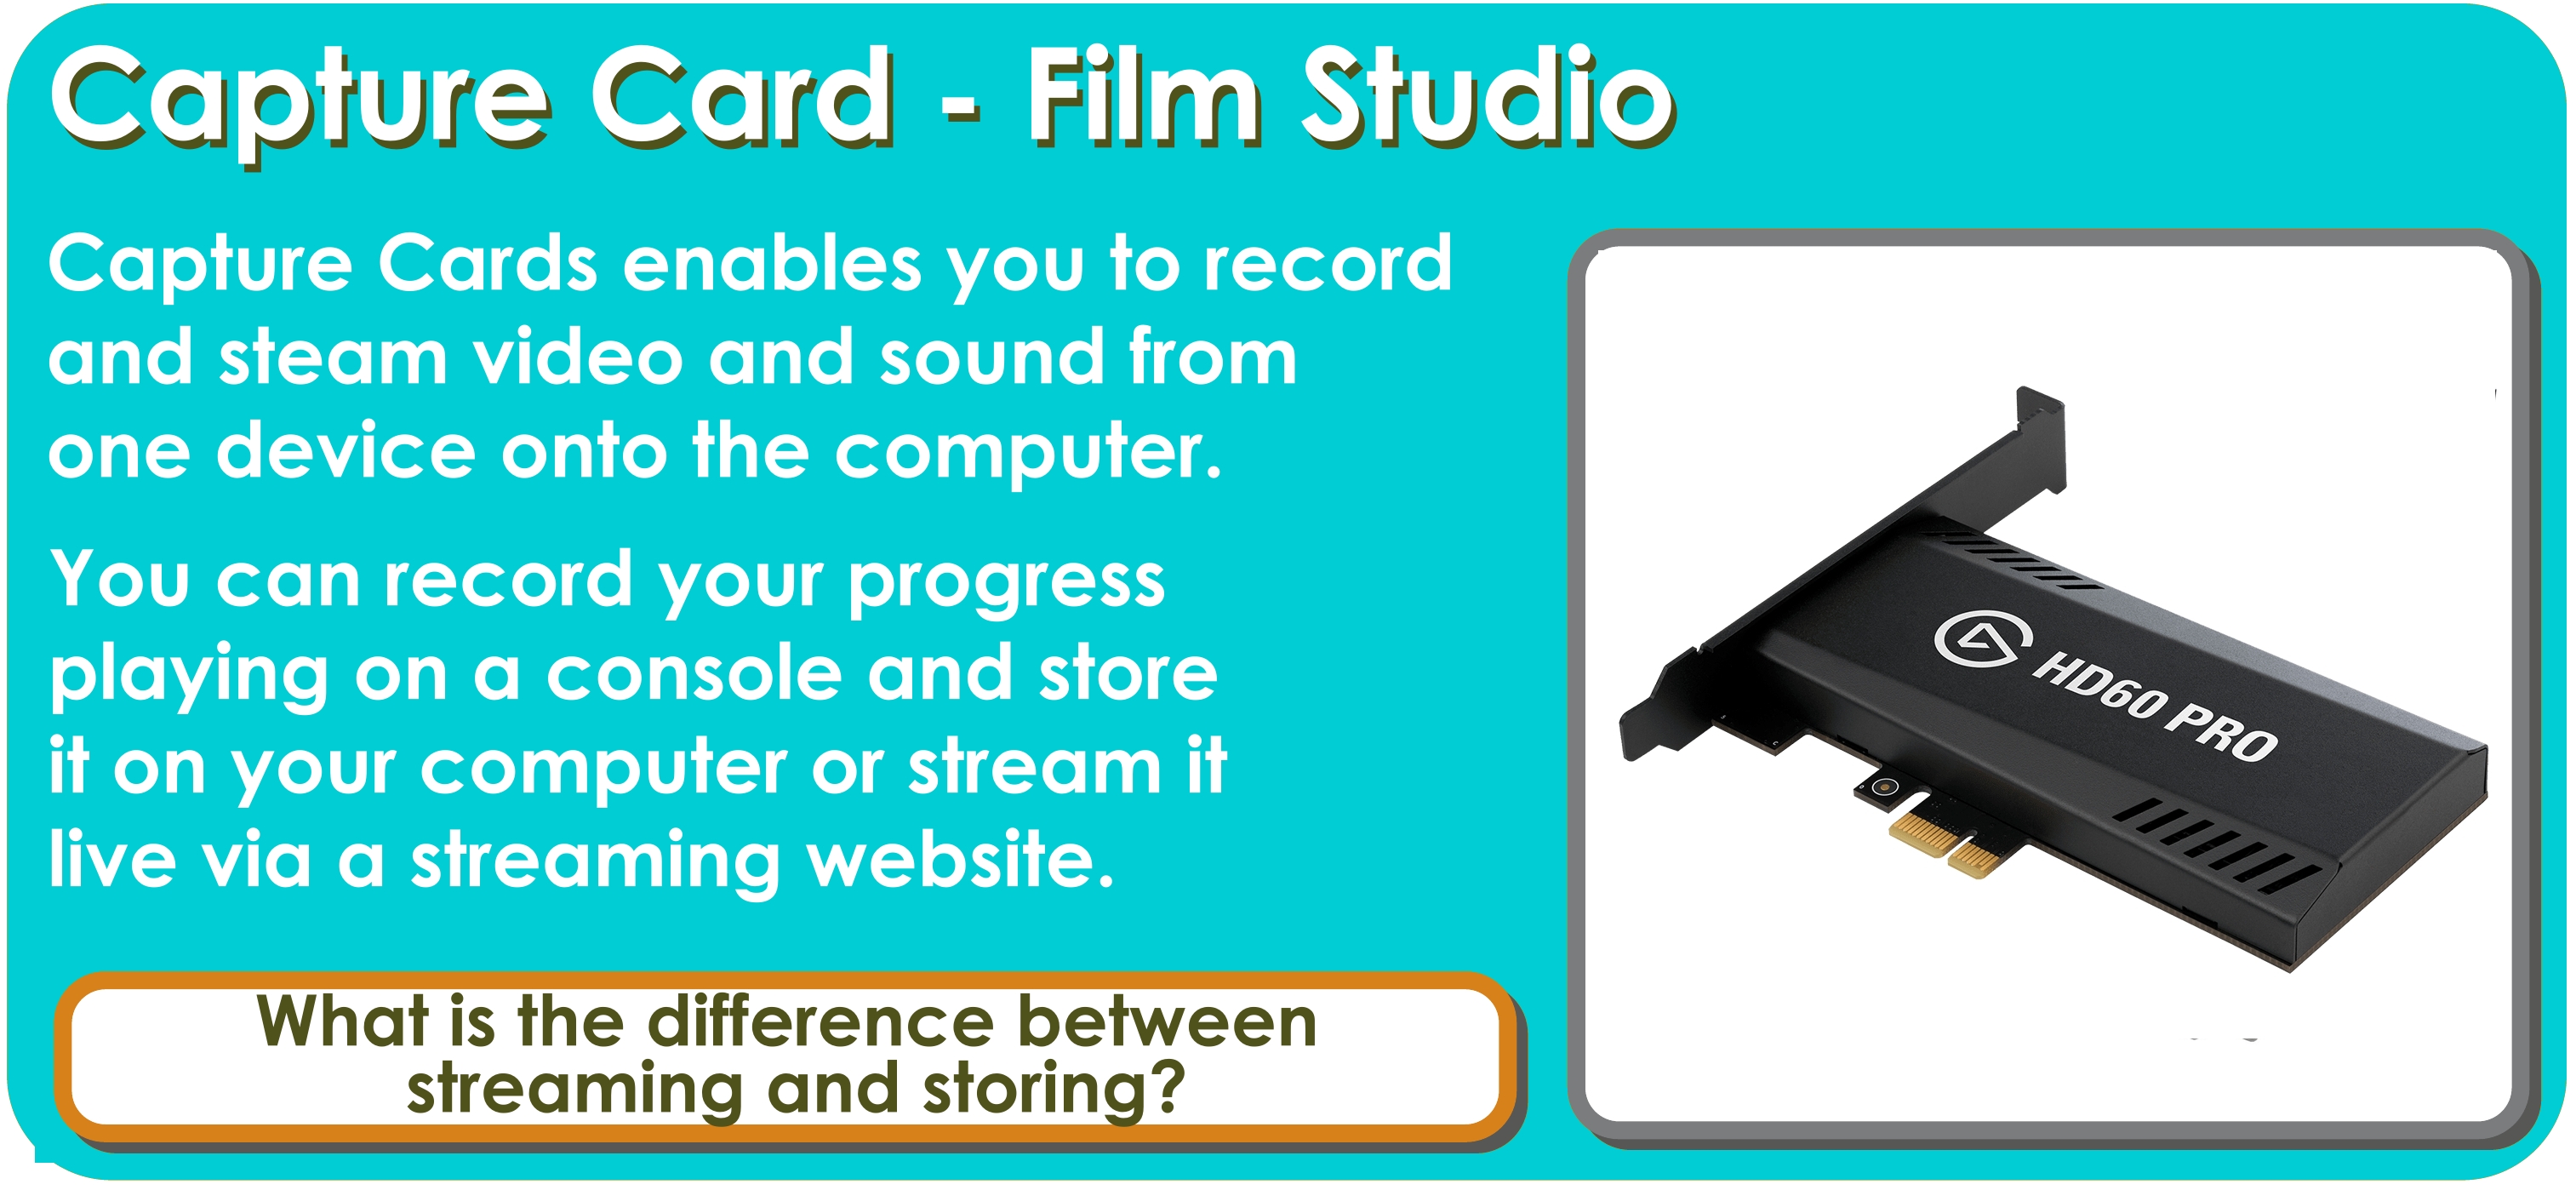 Capture Card - Film Studio
Capture Cards enables you to record
and steam video and sound from
one device onto the computer.
You can record your progress
playing on a console and store
it on your computer or stream it
live via a streaming website.
What is the difference between
streaming and storing?
HD60 PRO